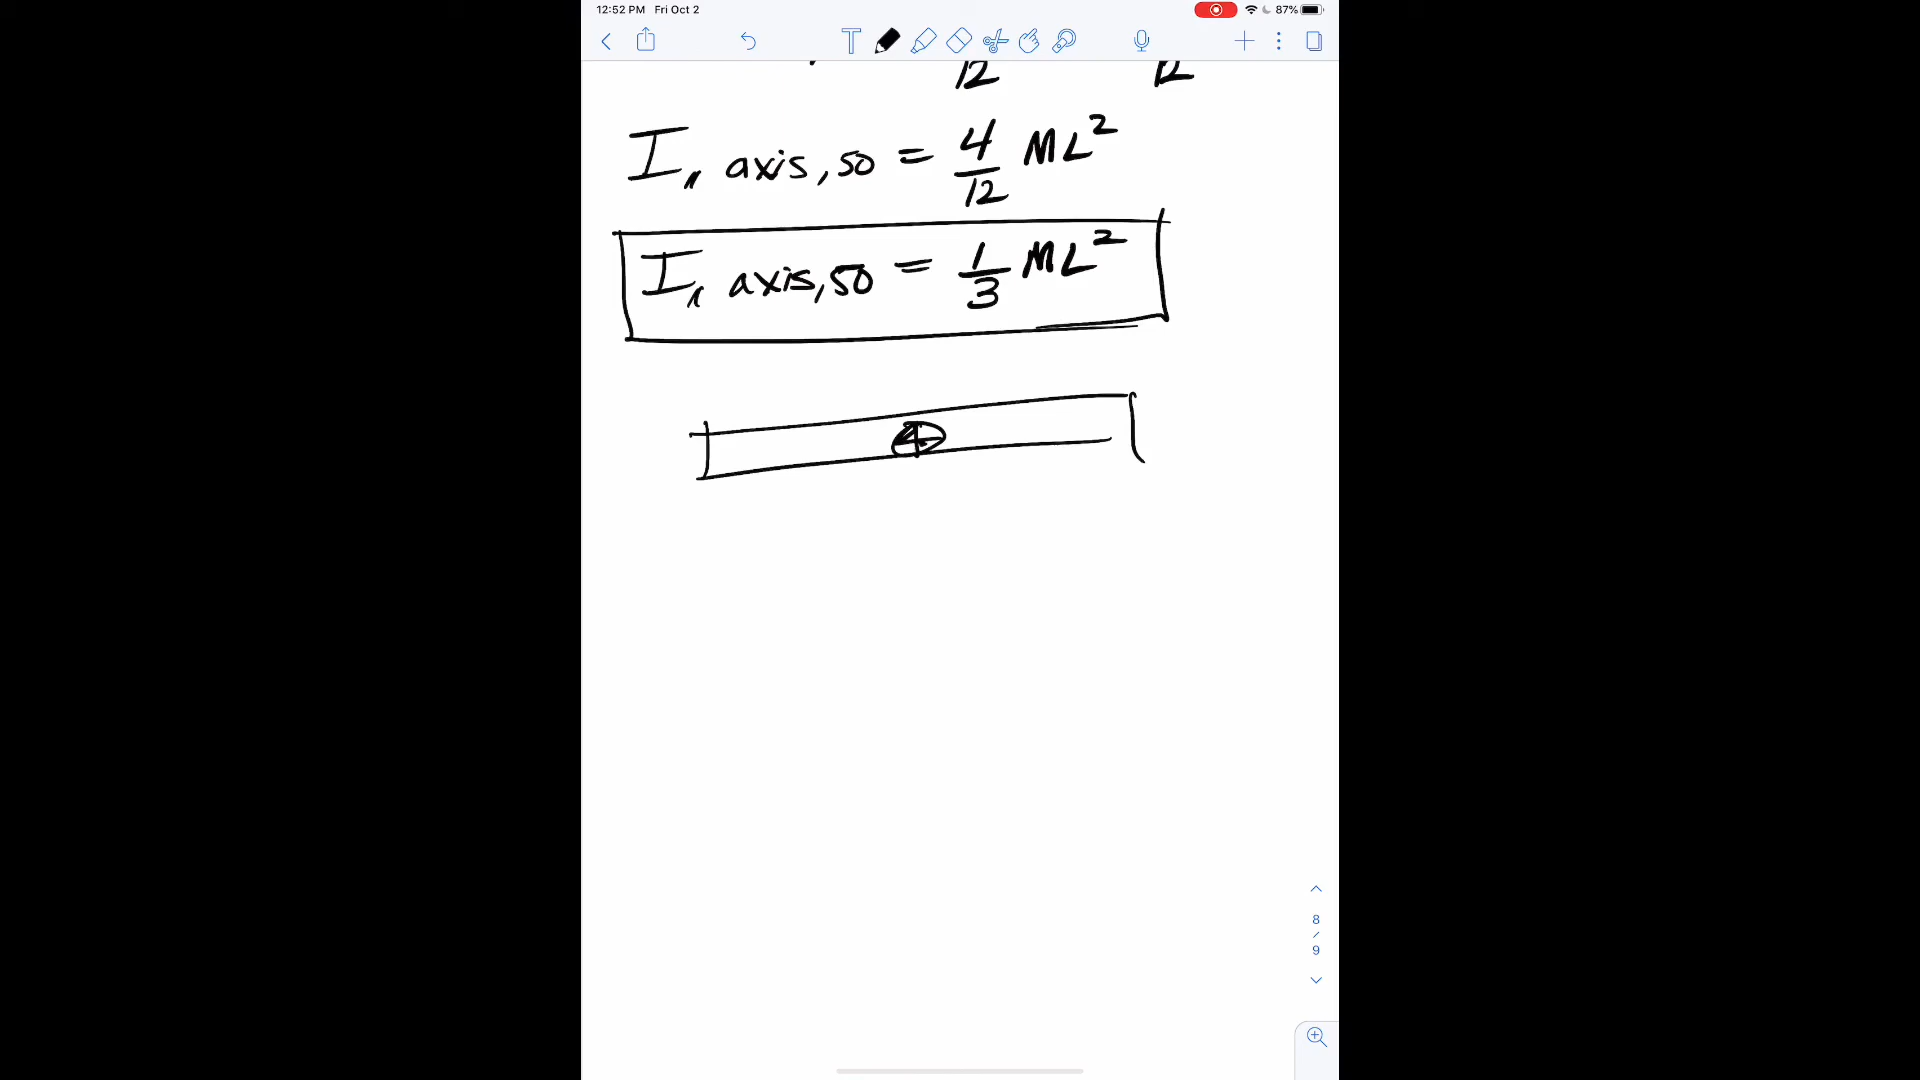 12:52 PM Fri Oct 2 87%
T
12 12
I,, axis, 50 = 4/12 ML²
I,, axis, 50 = 1/3 ML²
8
/
9